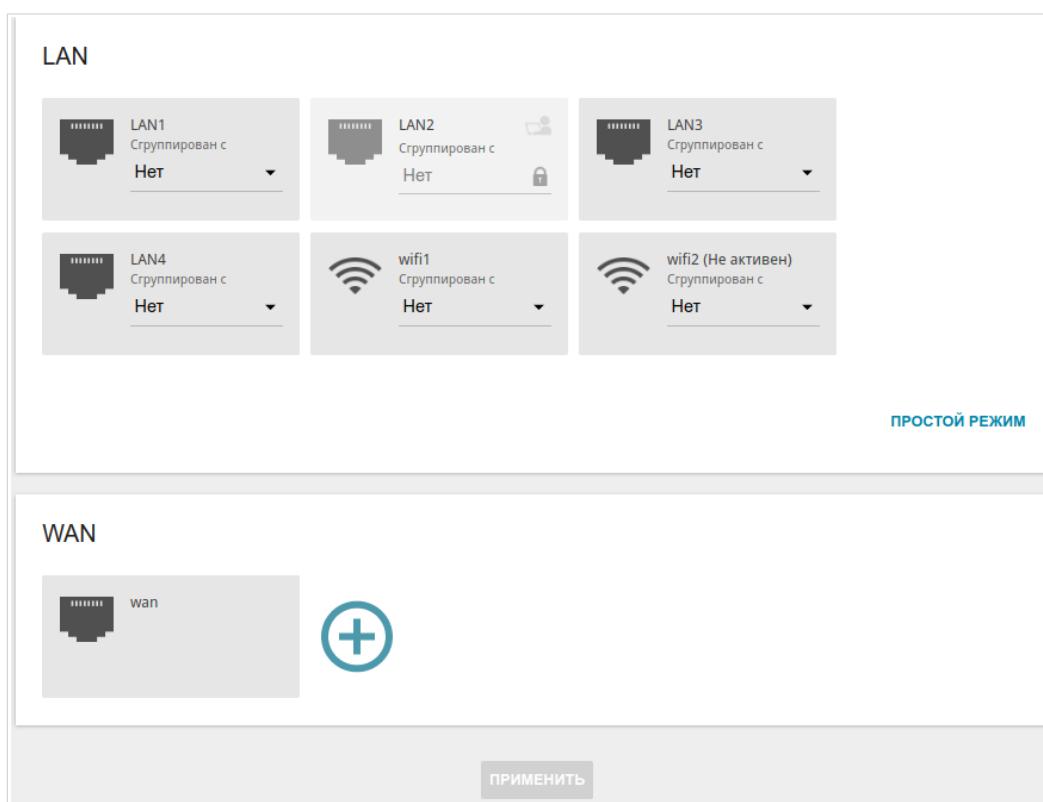 LAN
LAN1
Сгруппирован с
Нет
LAN2
Сгруппирован с
Нет
LAN3
Сгруппирован с
Нет
LAN4
Сгруппирован с
Нет
wifi1
Сгруппирован с
Нет
wifi2 (Не активен)
Сгруппирован с
Нет
ПРОСТОЙ РЕЖИМ
WAN
wan
ПРИМЕНИТЬ